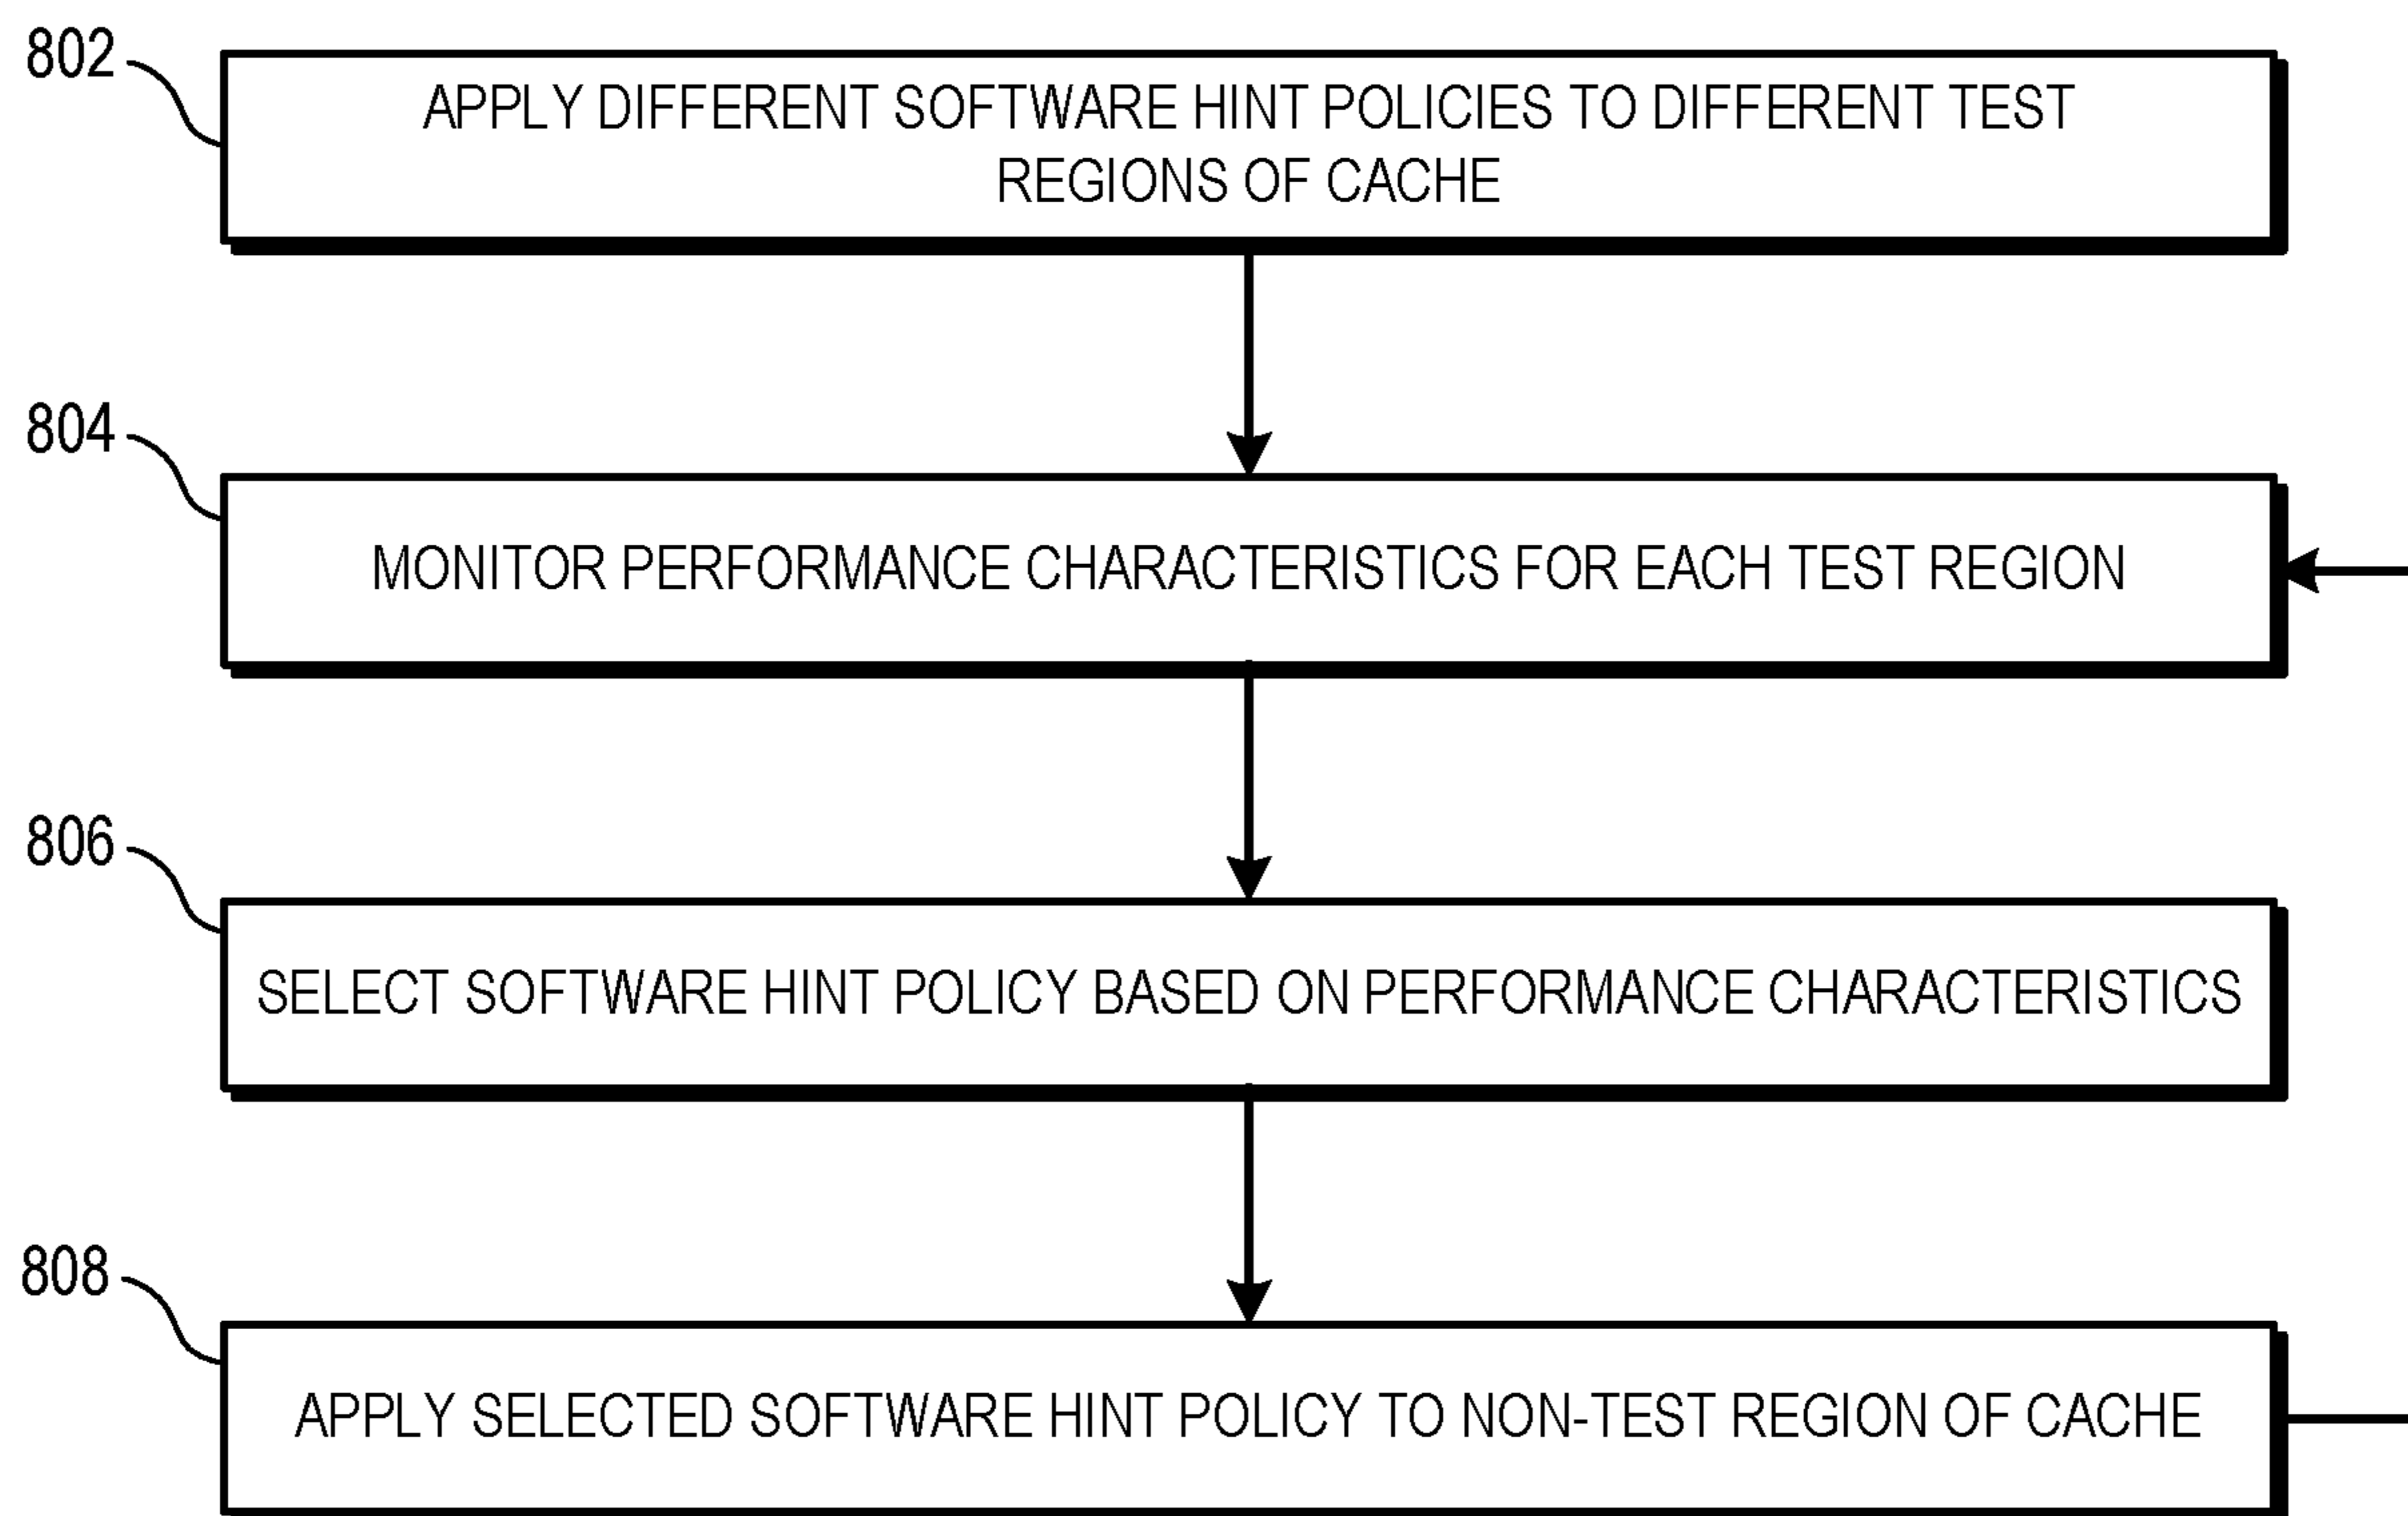 802
APPLY DIFFERENT SOFTWARE HINT POLICIES TO DIFFERENT TEST
REGIONS OF CACHE
804
MONITOR PERFORMANCE CHARACTERISTICS FOR EACH TEST REGION
806
SELECT SOFTWARE HINT POLICY BASED ON PERFORMANCE CHARACTERISTICS
808
APPLY SELECTED SOFTWARE HINT POLICY TO NON-TEST REGION OF CACHE